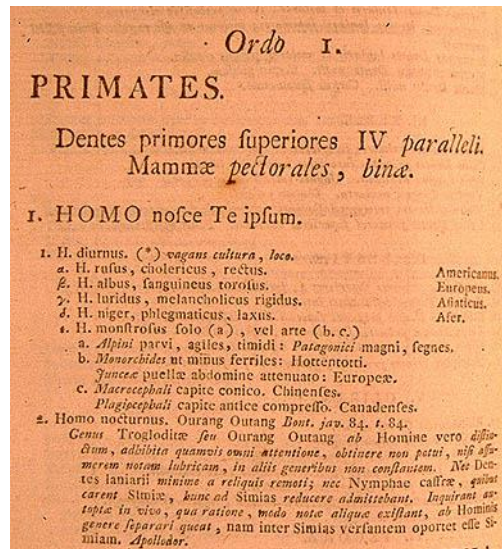 Ordo 1.
PRIMATES.
Dentes primores ſuperiores IV paralleli.
Mammæ pectorales, binæ.
1. HOMO noſce Te ipſum.
1. H. diurnus. (*) vagans cultura, loco.
α. H. rufus, cholericus, rectus. Americanus.
β. H. albus, ſanguineus toroſus. Europeus.
γ. H. luridus, melancholicus rigidus. Aſiaticus.
δ. H. niger, phlegmaticus, laxus. Afer.
ε. H. monſtroſus ſolo (a), vel arte (b. c.)
a. Alpini parvi, agiles, timidi: Patagonici magni, ſegnes.
b. Monorchides ut minus ferriles: Hottentotti.
Junceæ puellæ abdomine attenuato: Europeæ.
c. Macrocephali capite conico. Chinenſes.
Plagiocephali capite antice compreſſo. Canadenſes.
2. Homo nocturnus. Ourang Outang Bont. jav. 84. t. 84.
Genus Trogloditæ ſeu Ourang Outang ab Homine vero diſtin-
ctum, adhibita quamvis omni attentione, obtinere non potui, niſi aſſu-
merem notam lubricam, in aliis generibus non conſtantem. Nec Den-
tes laniarii minime a reliquis remoti; nec Nymphæ caffræ, quibus
carent Simiæ, hunc ad Simias reducere admittebant. Inquirant au-
toptæ in vivo, qua ratione, modo notæ aliquæ exiſtant, ab Hominis
genere ſeparari queat, nam inter Simias verſantem oportet eſſe Si-
miam. Apollodor.